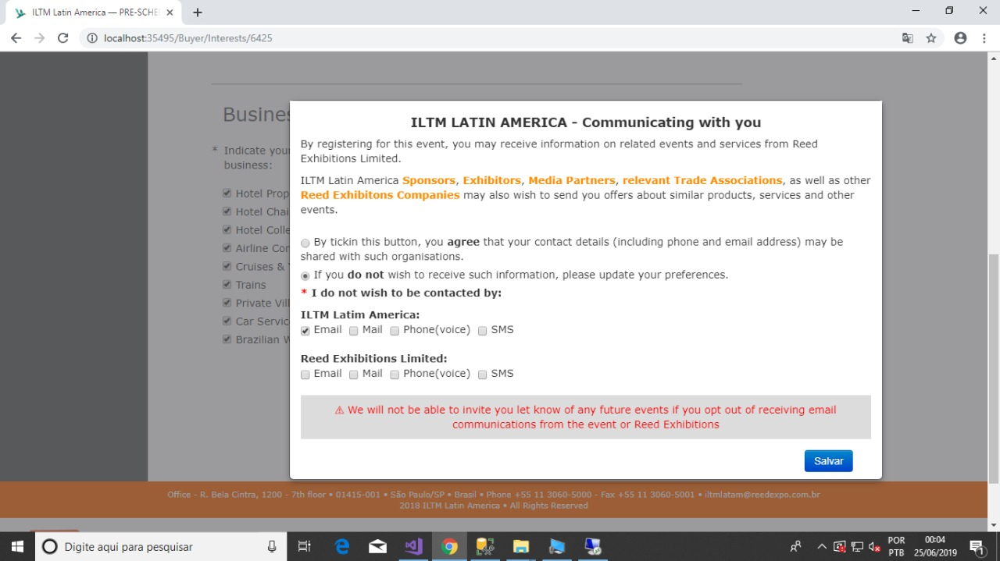 ILTM Latin America — PRE-SCHE
localhost:35495/Buyer/Interests/6425
Busines
* Indicate you
business:
Hotel Prop
Hotel Chai
Hotel Colle
Airline Cor
Cruises &
Trains
Private Vill
Car Servic
Brazilian W
ILTM LATIN AMERICA - Communicating with you
By registering for this event, you may receive information on related events and services from Reed
Exhibitions Limited.
ILTM Latin America Sponsors, Exhibitors, Media Partners, relevant Trade Associations, as well as other
Reed Exhibitons Companies may also wish to send you offers about similar products, services and other
events.
By tickin this button, you agree that your contact details (including phone and email address) may be
shared with such organisations.
If you do not wish to receive such information, please update your preferences.
* I do not wish to be contacted by:
ILTM Latim America:
Email Mail Phone(voice) SMS
Reed Exhibitions Limited:
Email Mail Phone(voice) SMS
⚠ We will not be able to invite you let know of any future events if you opt out of receiving email
communications from the event or Reed Exhibitions
Salvar
Office - R. Bela Cintra, 1200 - 7th floor • 01415-001 • São Paulo/SP • Brasil • Phone +55 11 3060-5000 - Fax +55 11 3060-5001 • iltmlatam@reedexpo.com.br
2018 ILTM Latin America • All Rights Reserved
Digite aqui para pesquisar
POR
PTB
00:04
25/06/2019
1